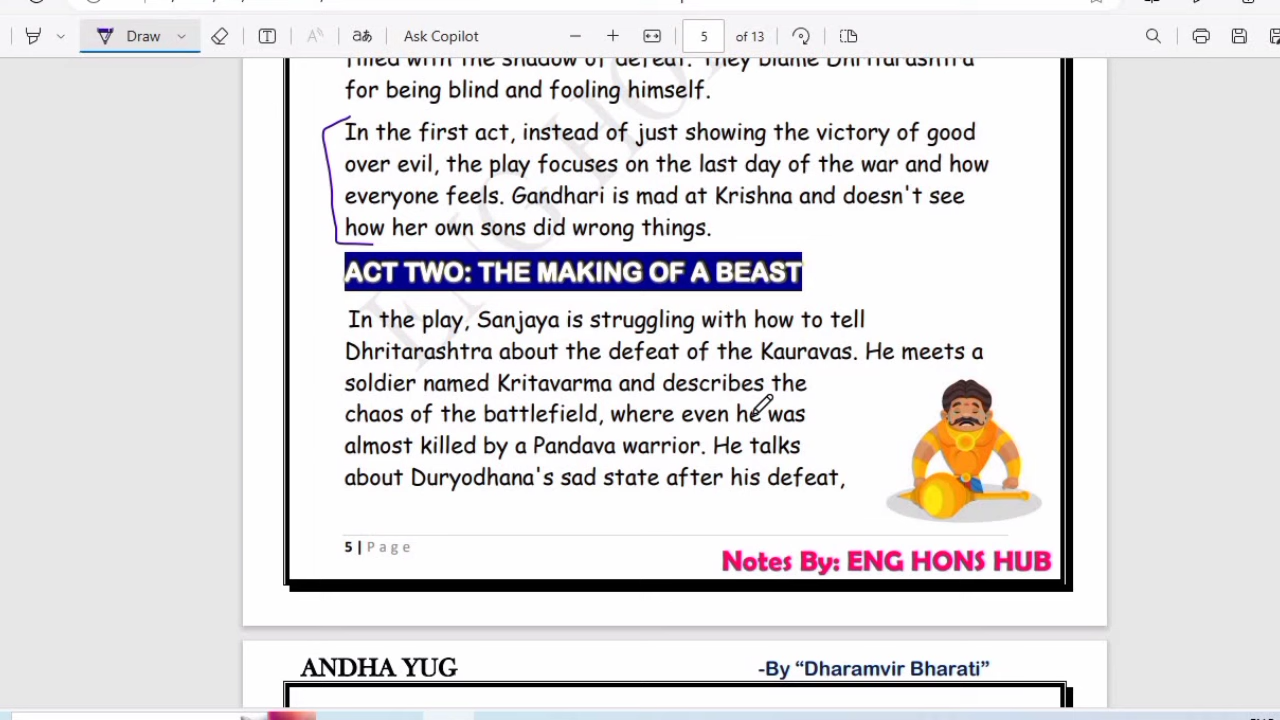 Draw
aあ
Ask Copilot
5 of 13
for being blind and fooling himself.
In the first act, instead of just showing the victory of good
over evil, the play focuses on the last day of the war and how
everyone feels. Gandhari is mad at Krishna and doesn't see
how her own sons did wrong things.
ACT TWO: THE MAKING OF A BEAST
In the play, Sanjaya is struggling with how to tell
Dhritarashtra about the defeat of the Kauravas. He meets a
soldier named Kritavarma and describes the
chaos of the battlefield, where even he was
almost killed by a Pandava warrior. He talks
about Duryodhana's sad state after his defeat,
5 | Page
Notes By: ENG HONS HUB
ANDHA YUG
-By “Dharamvir Bharati”